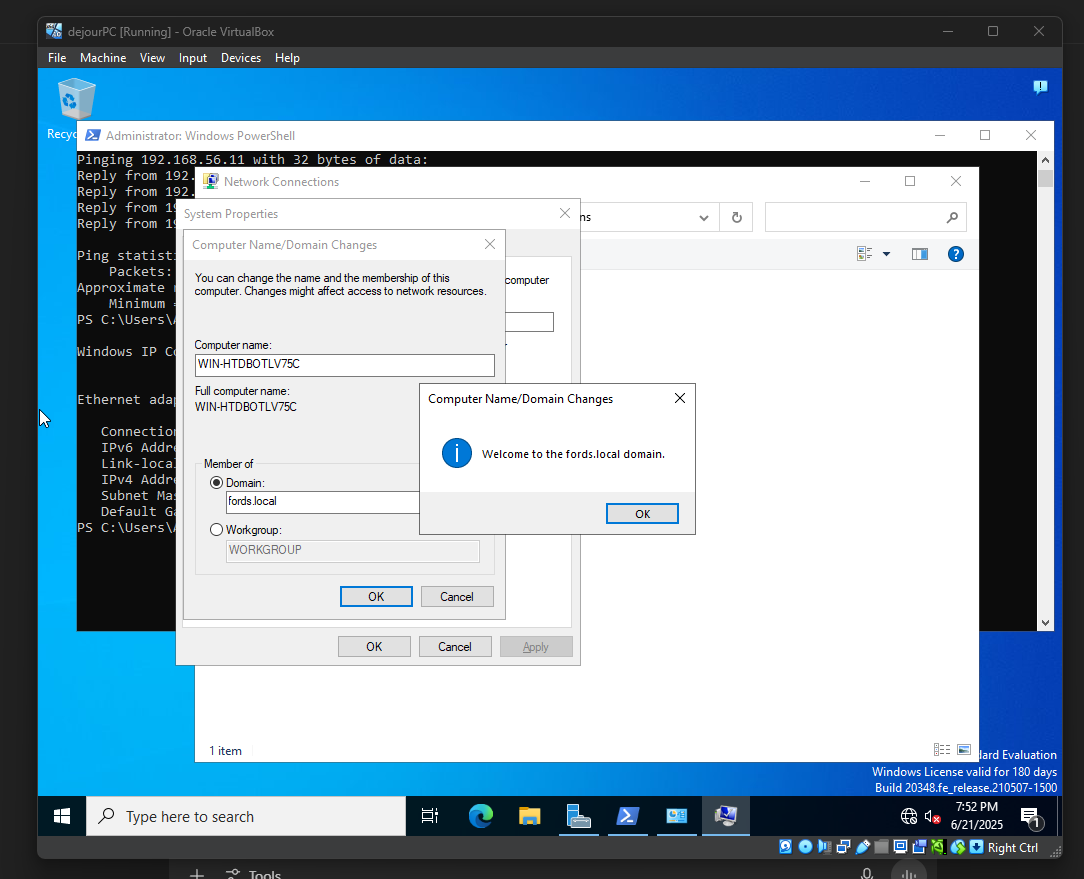 dejourPC [Running] - Oracle VirtualBox
File Machine View Input Devices Help
Administrator: Windows PowerShell
Pinging 192.168.56.11 with 32 bytes of data:
Reply from 192.
Reply from 192.
Reply from 19
Reply from 19
Ping statisti
Packets:
Approximate
Minimum
PS C:\Users\A
Windows IP Co
Ethernet adap
Connection
IPv6 Addre
Link-local
IPv4 Addre
Subnet Mas
Default Ga
PS C:\Users\A
Network Connections
ns
1 item
System Properties
computer
OK Cancel Apply
Computer Name/Domain Changes
You can change the name and the membership of this
computer. Changes might affect access to network resources.
Computer name:
WIN-HTDBOTLV75C
Full computer name:
WIN-HTDBOTLV75C
Member of
Domain:
fords.local
Workgroup:
WORKGROUP
OK Cancel
Computer Name/Domain Changes
Welcome to the fords.local domain.
OK
dard Evaluation
Windows License valid for 180 days
Build 20348.fe_release.210507-1500
Type here to search
7:52 PM
6/21/2025
1
Right Ctrl
Tools